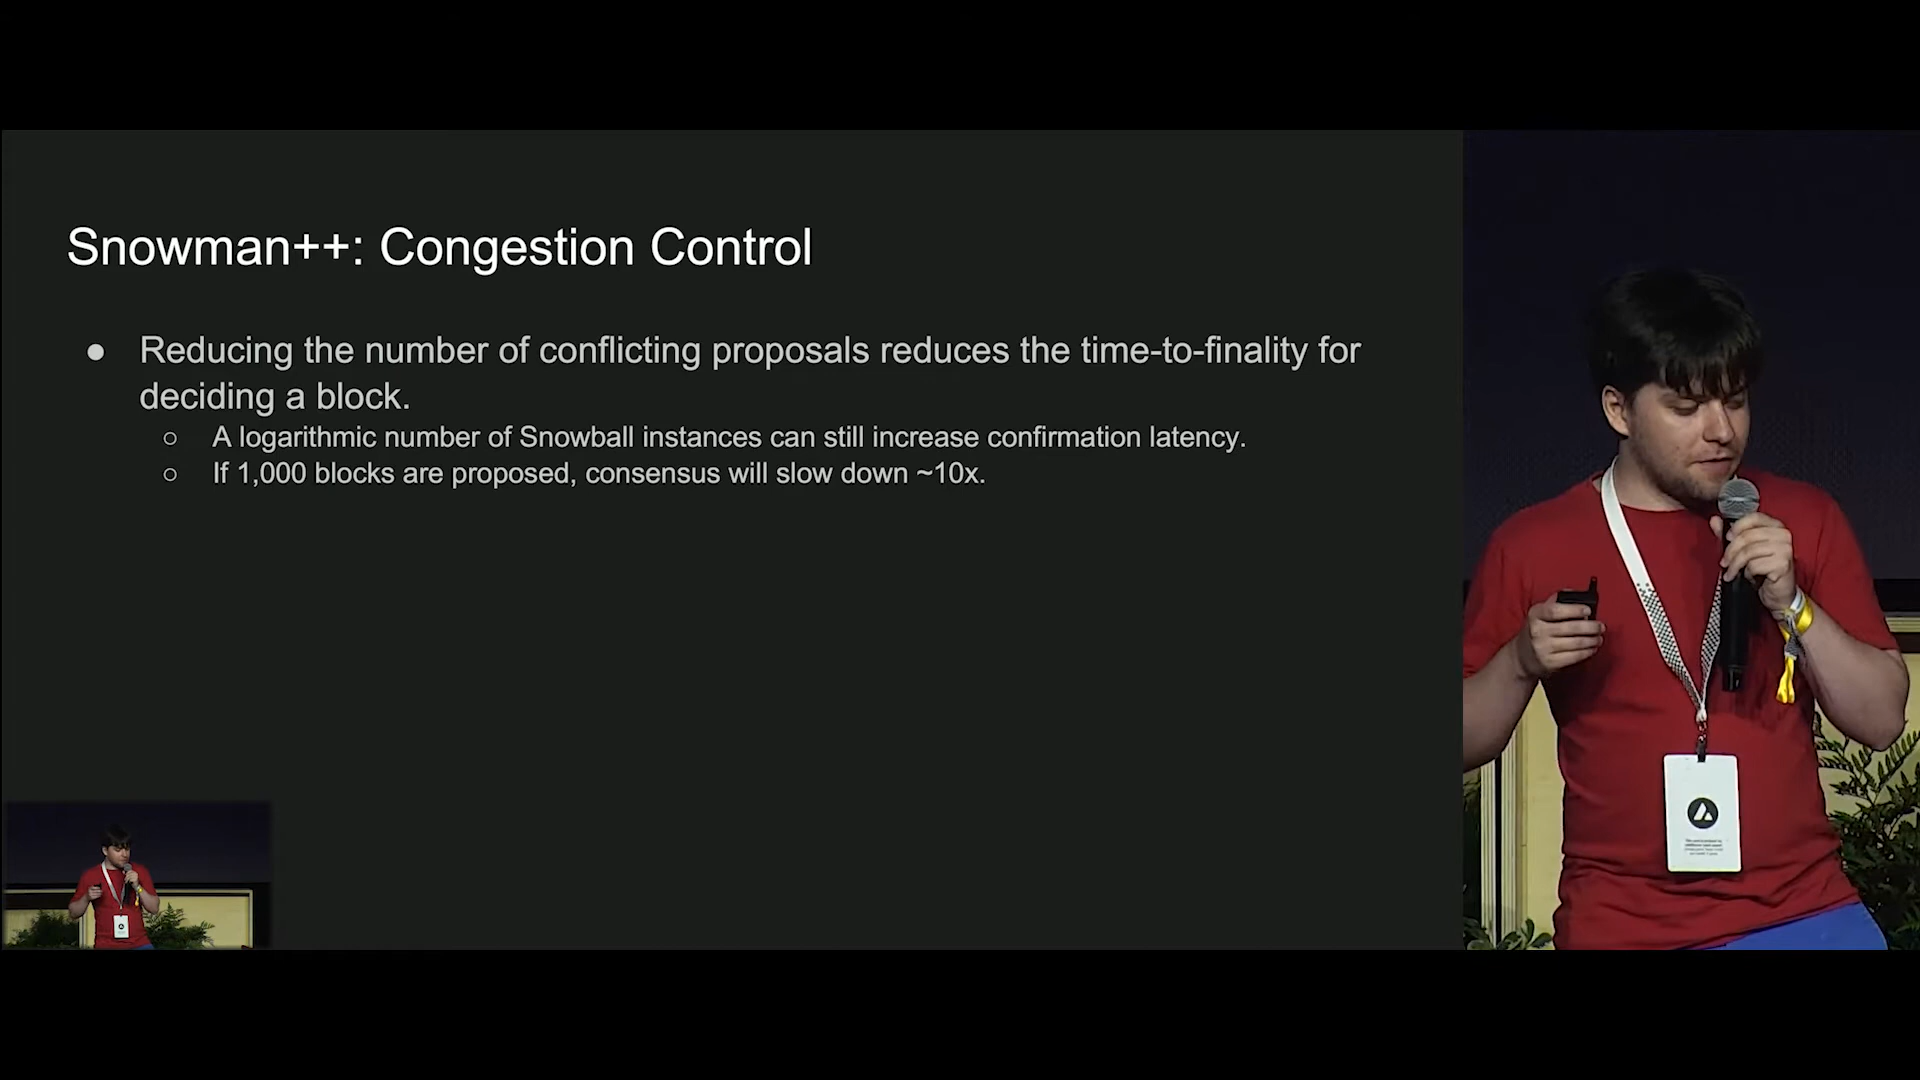 Snowman++: Congestion Control
● Reducing the number of conflicting proposals reduces the time-to-finality for
deciding a block.
○ A logarithmic number of Snowball instances can still increase confirmation latency.
○ If 1,000 blocks are proposed, consensus will slow down ~10x.